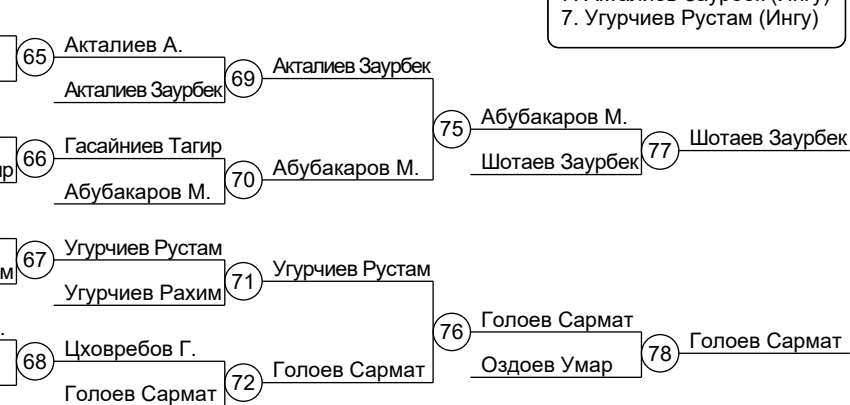 7. Угурчиев Рустам (Ингу)
65 Акталиев А.
Акталиев Заурбек
69 Акталиев Заурбек
66 Гасайниев Тагир
Абубакаров М.
70 Абубакаров М.
75 Абубакаров М.
Шотаев Заурбек
77 Шотаев Заурбек
67 Угурчиев Рустам
Угурчиев Рахим
71 Угурчиев Рустам
68 Цховребов Г.
Голоев Сармат
72 Голоев Сармат
76 Голоев Сармат
Оздоев Умар
78 Голоев Сармат